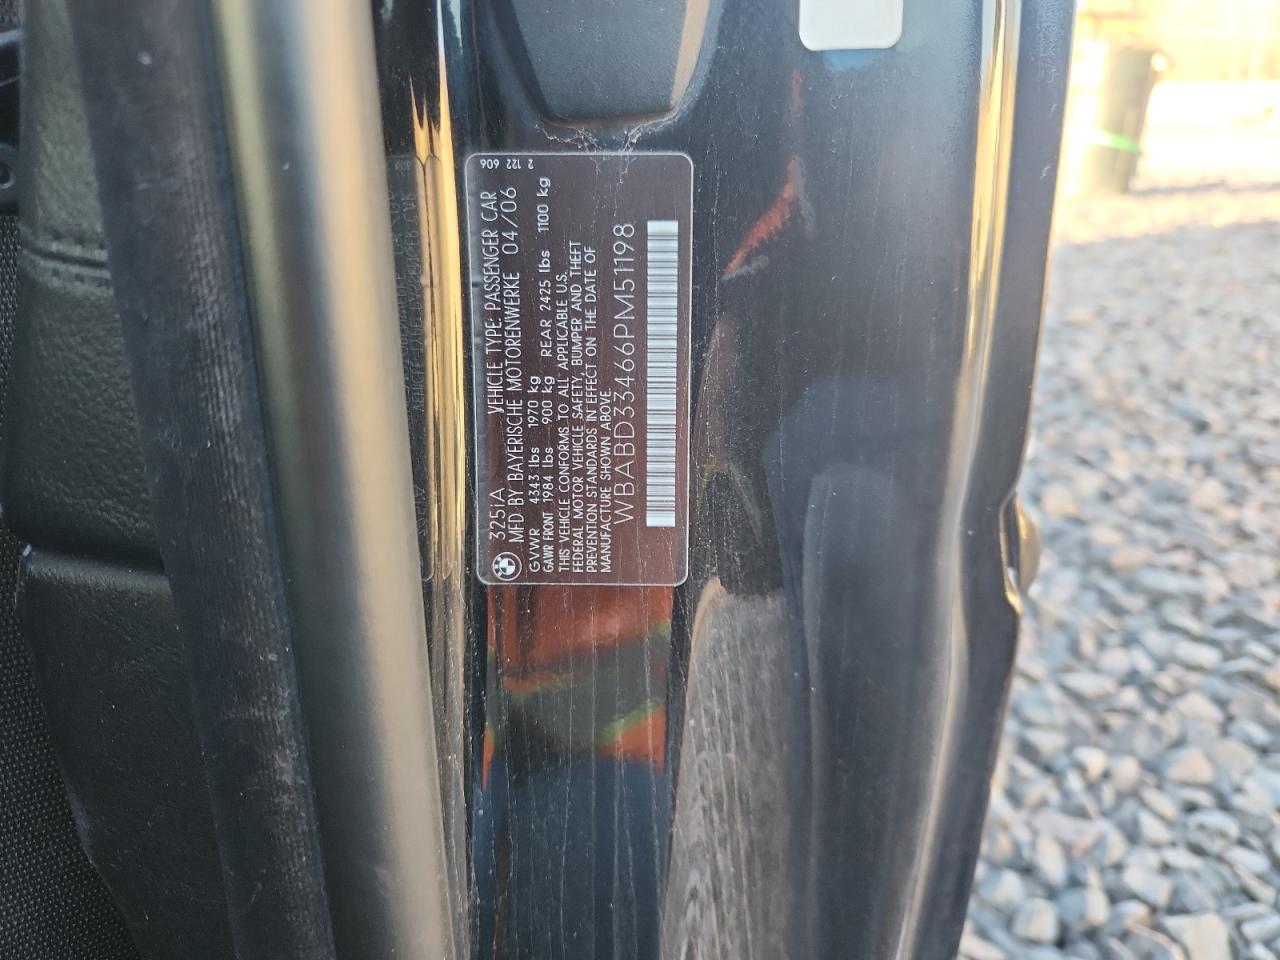 2 122 606
325iA VEHICLE TYPE: PASSENGER CAR
MFD BY BAYERISCHE MOTORENWERKE 04/06
GVWR 4343 lbs 1970 kg
GAWR FRONT 1984 lbs 900 kg REAR 2425 lbs 1100 kg
THIS VEHICLE CONFORMS TO ALL APPLICABLE U.S.
FEDERAL MOTOR VEHICLE SAFETY, BUMPER AND THEFT
PREVENTION STANDARDS IN EFFECT ON THE DATE OF
MANUFACTURE SHOWN ABOVE.
WBABD33466PM51198